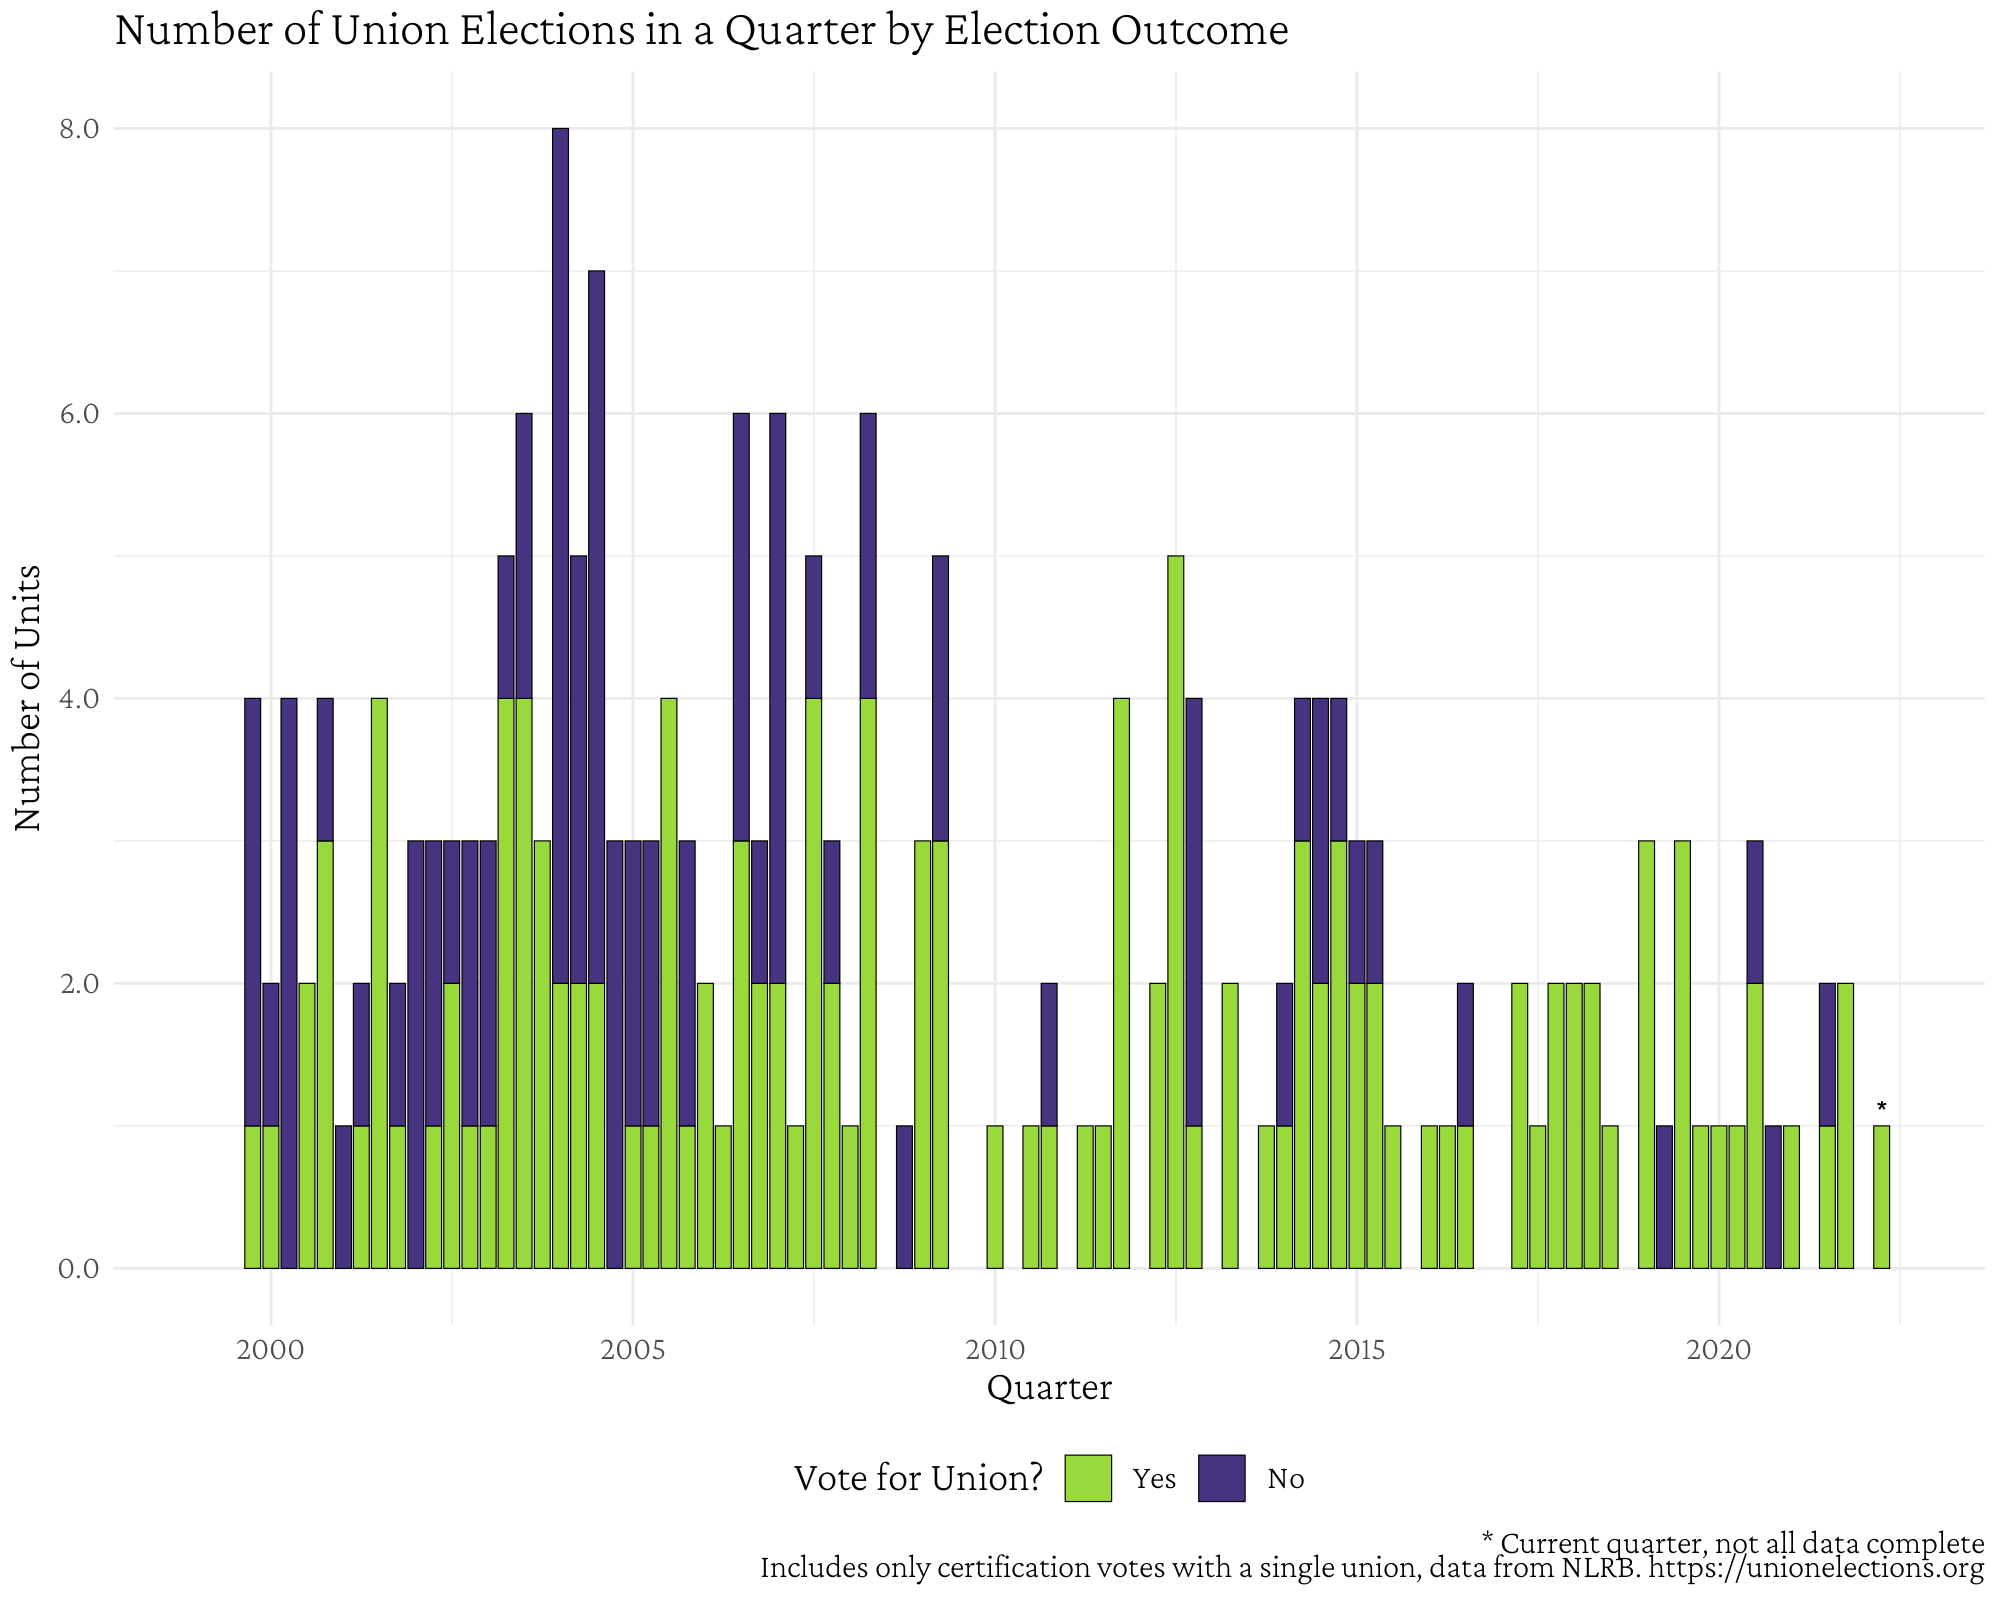 Number of Union Elections in a Quarter by Election Outcome
8.0
6.0
4.0
2.0
0.0
Number of Units
*
2000 2005 2010 2015 2020
Quarter
Vote for Union? Yes No
* Current quarter, not all data complete
Includes only certification votes with a single union, data from NLRB. https://unionelections.org